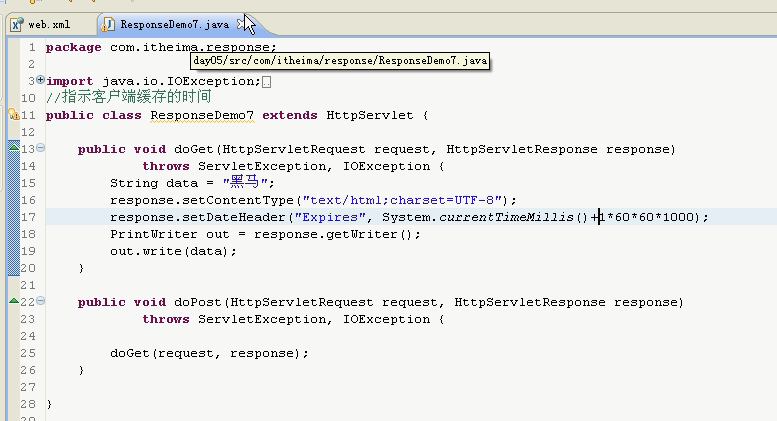 web.xml ResponseDemo7.java
1 package com.itheima.response;
day05/src/com/itheima/response/ResponseDemo7.java
2
3 import java.io.IOException;
10 //指示客户端缓存的时间
11 public class ResponseDemo7 extends HttpServlet {
12
13 public void doGet(HttpServletRequest request, HttpServletResponse response)
14 throws ServletException, IOException {
15 String data = "黑马";
16 response.setContentType("text/html;charset=UTF-8");
17 response.setDateHeader("Expires", System.currentTimeMillis()+1*60*60*1000);
18 PrintWriter out = response.getWriter();
19 out.write(data);
20 }
21
22 public void doPost(HttpServletRequest request, HttpServletResponse response)
23 throws ServletException, IOException {
24
25 doGet(request, response);
26 }
27
28 }